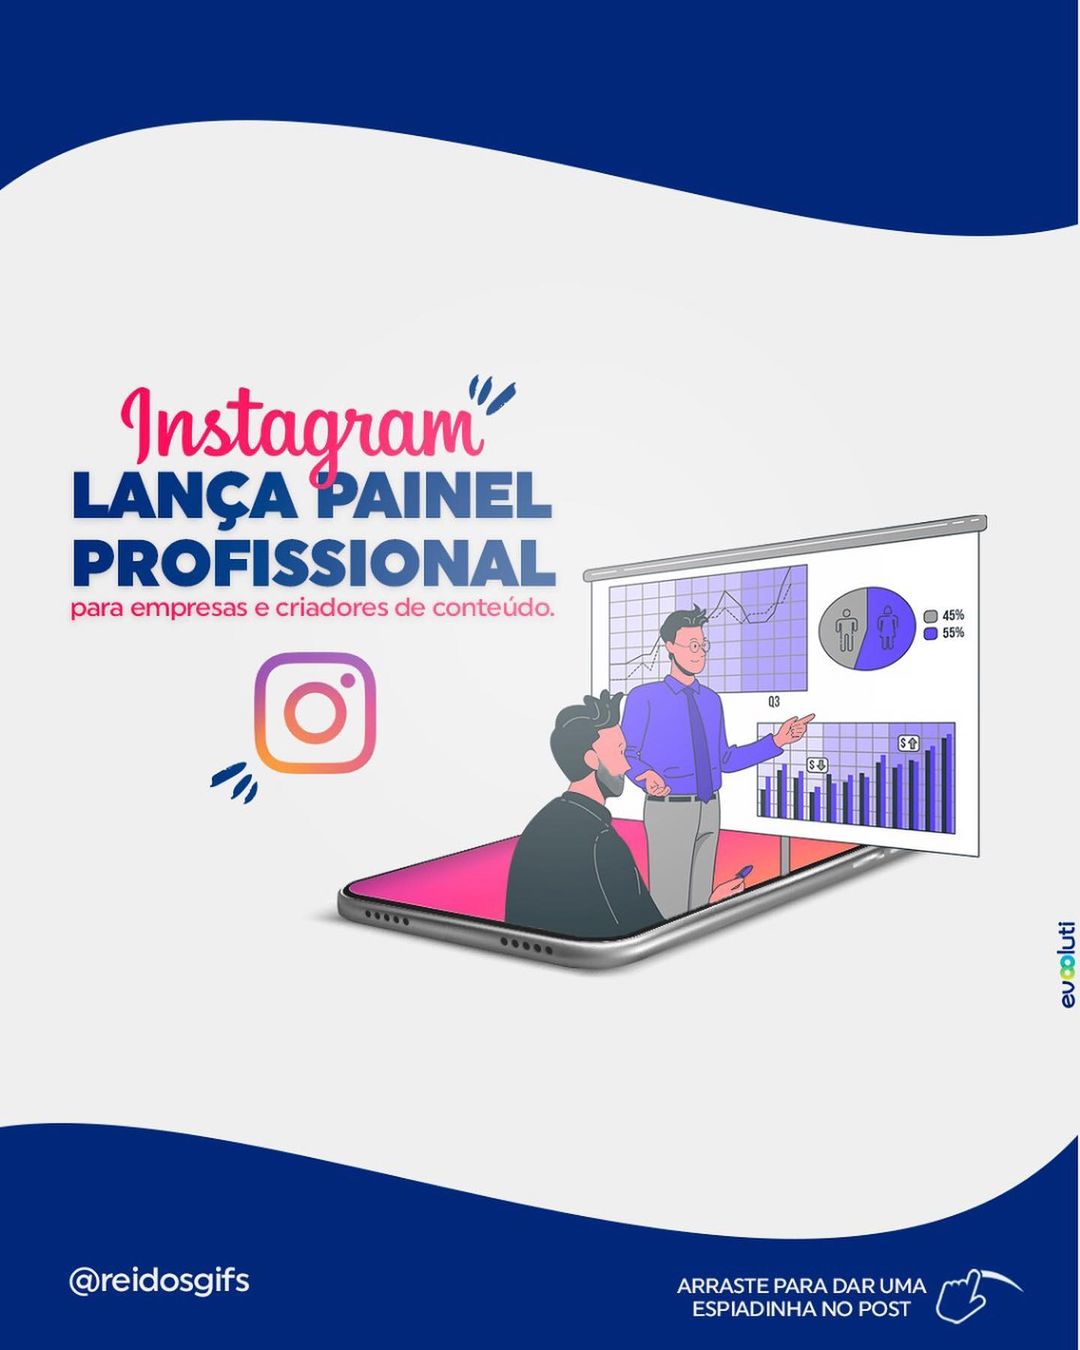 Instagram
LANÇA PAINEL
PROFISSIONAL
para empresas e criadores de conteúdo.
45%
55%
Q3
$
$
evooluti
@reidosgifs
ARRASTE PARA DAR UMA
ESPIADINHA NO POST